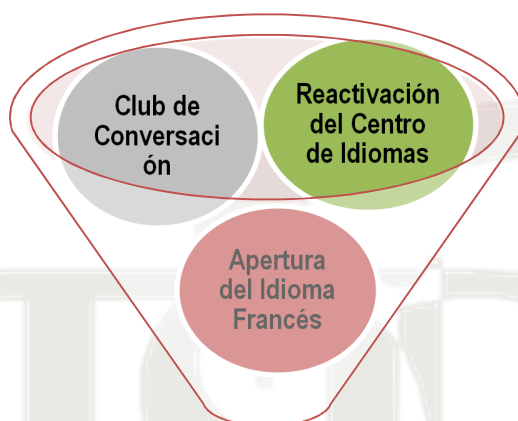 Club de
Conversaci
ón
Reactivación
del Centro
de Idiomas
Apertura
del Idioma
Francés